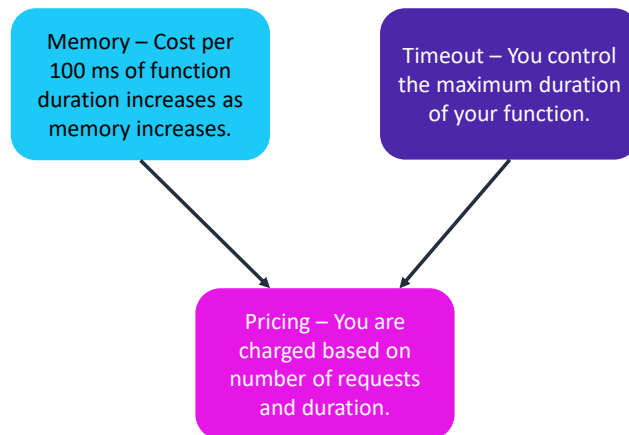 Memory – Cost per
100 ms of function
duration increases as
memory increases.
Timeout – You control
the maximum duration
of your function.
Pricing – You are
charged based on
number of requests
and duration.